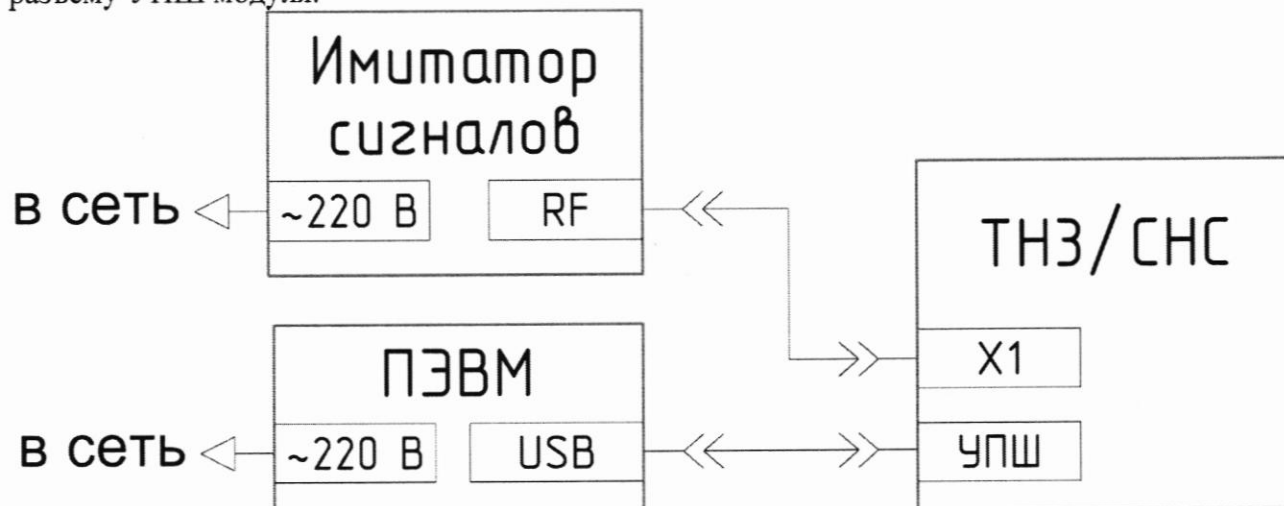 разъему УПШ модуля.
Имитатор
сигналов
в сеть
~220 В
RF
ТНЗ/СНС
X1
ПЭВМ
в сеть
~220 В
USB
УПШ